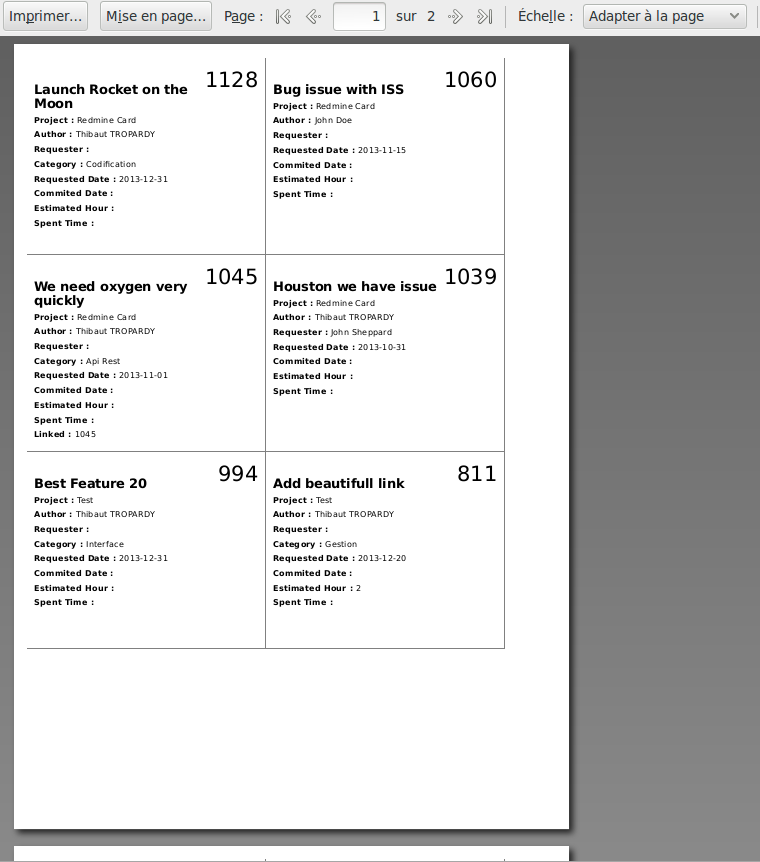 Imprimer... Mise en page... Page : 1 sur 2 Échelle : Adapter à la page
1128
Launch Rocket on the
Moon
Project : Redmine Card
Author : Thibaut TROPARDY
Requester :
Category : Codification
Requested Date : 2013-12-31
Commited Date :
Estimated Hour :
Spent Time :
1060
Bug issue with ISS
Project : Redmine Card
Author : John Doe
Requester :
Requested Date : 2013-11-15
Commited Date :
Estimated Hour :
Spent Time :
1045
We need oxygen very
quickly
Project : Redmine Card
Author : Thibaut TROPARDY
Requester :
Category : Api Rest
Requested Date : 2013-11-01
Commited Date :
Estimated Hour :
Spent Time :
Linked : 1045
1039
Houston we have issue
Project : Redmine Card
Author : Thibaut TROPARDY
Requester : John Sheppard
Requested Date : 2013-10-31
Commited Date :
Estimated Hour :
Spent Time :
994
Best Feature 20
Project : Test
Author : Thibaut TROPARDY
Requester :
Category : Interface
Requested Date : 2013-12-31
Commited Date :
Estimated Hour :
Spent Time :
811
Add beautifull link
Project : Test
Author : Thibaut TROPARDY
Requester :
Category : Gestion
Requested Date : 2013-12-20
Commited Date :
Estimated Hour : 2
Spent Time :